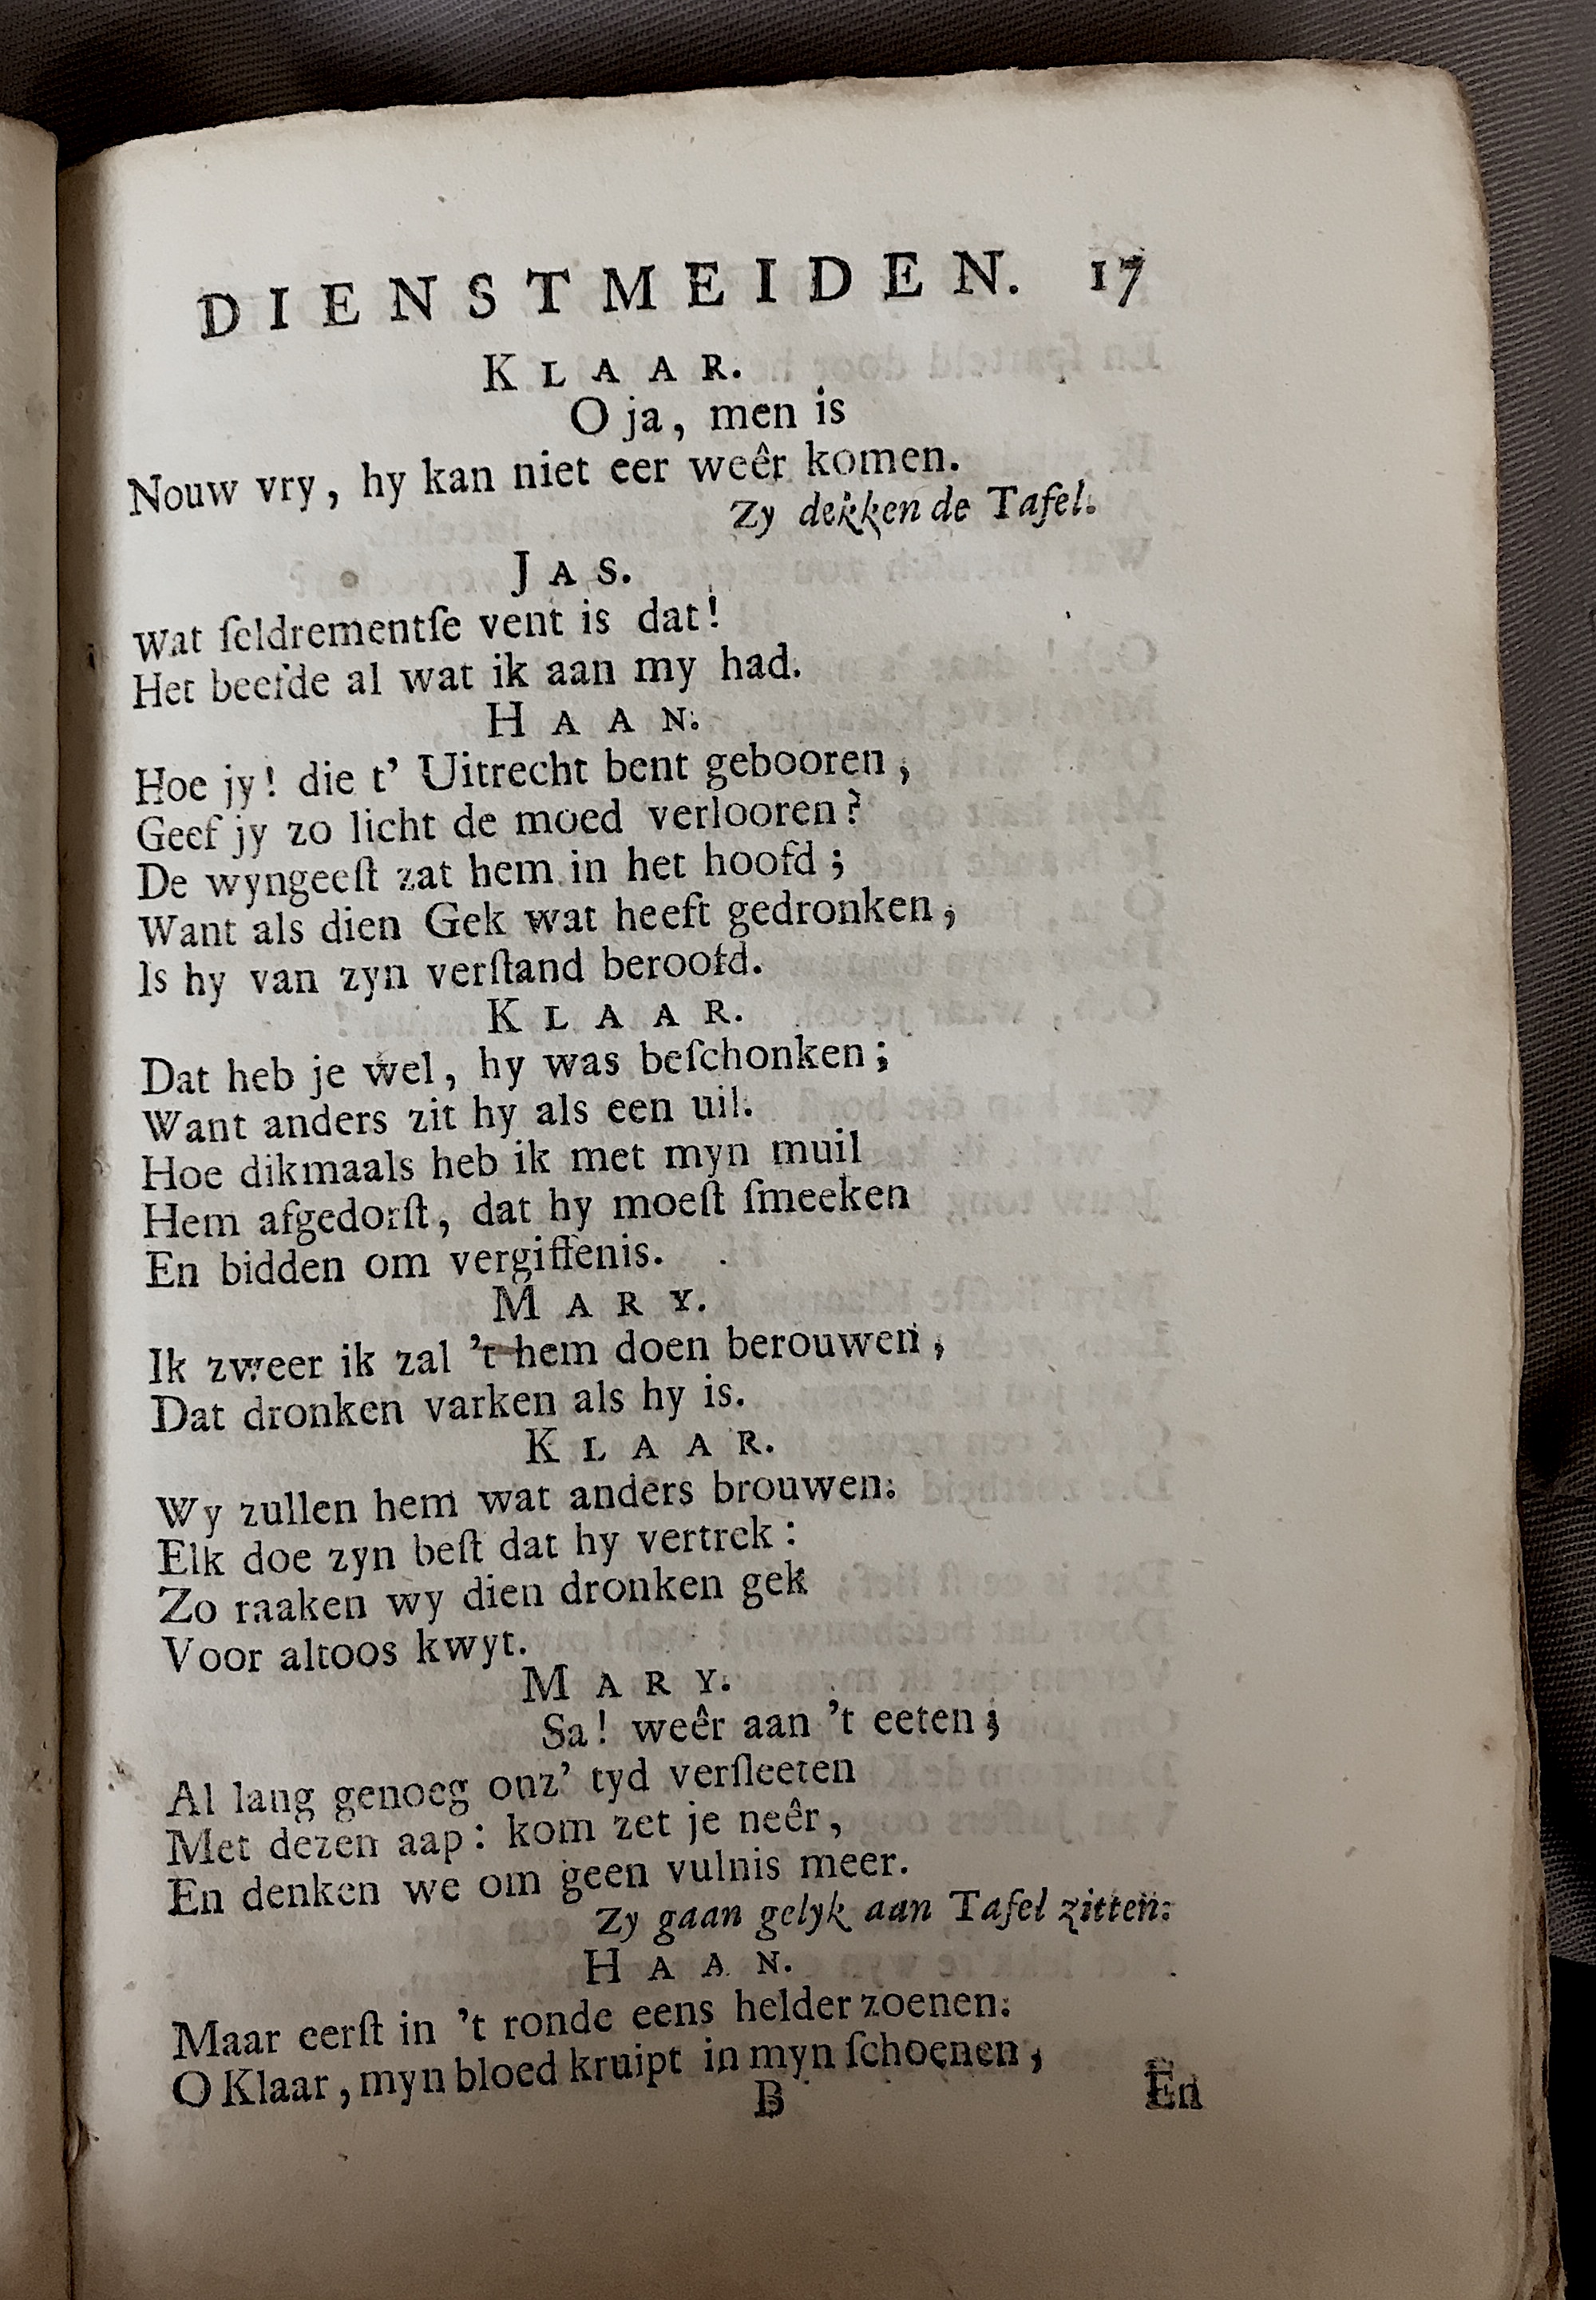 DIENSTMEIDEN. 17
KLAAR.
O ja, men is
Nouw vry, hy kan niet eer weêr komen.
Zy dekken de Tafel.
JAS.
Wat ſeldrementſe vent is dat!
Het beefde al wat ik aan my had.
HAAN.
Hoe jy! die t' Uitrecht bent gebooren,
Geef jy zo licht de moed verlooren?
De wyngeeſt zat hem in het hoofd;
Want als dien Gek wat heeft gedronken,
Is hy van zyn verſtand beroofd.
KLAAR.
Dat heb je wel, hy was beſchonken;
Want anders zit hy als een uil.
Hoe dikmaals heb ik met myn muil
Hem afgedorſt, dat hy moeſt ſmeeken
En bidden om vergiffenis.
MARY.
Ik zweer ik zal 't hem doen berouwen,
Dat dronken varken als hy is.
KLAAR.
Wy zullen hem wat anders brouwen.
Elk doe zyn beſt dat hy vertrek:
Zo raaken wy dien dronken gek
Voor altoos kwyt.
MARY.
Sa! weêr aan 't eeten;
Al lang genoeg onz' tyd verſleeten
Met dezen aap: kom zet je neêr,
En denken we om geen vulnis meer.
Zy gaan gelyk aan Tafel zitten.
HAAN.
Maar eerſt in 't ronde eens helder zoenen.
O Klaar, myn bloed kruipt in myn ſchoenen,
B En